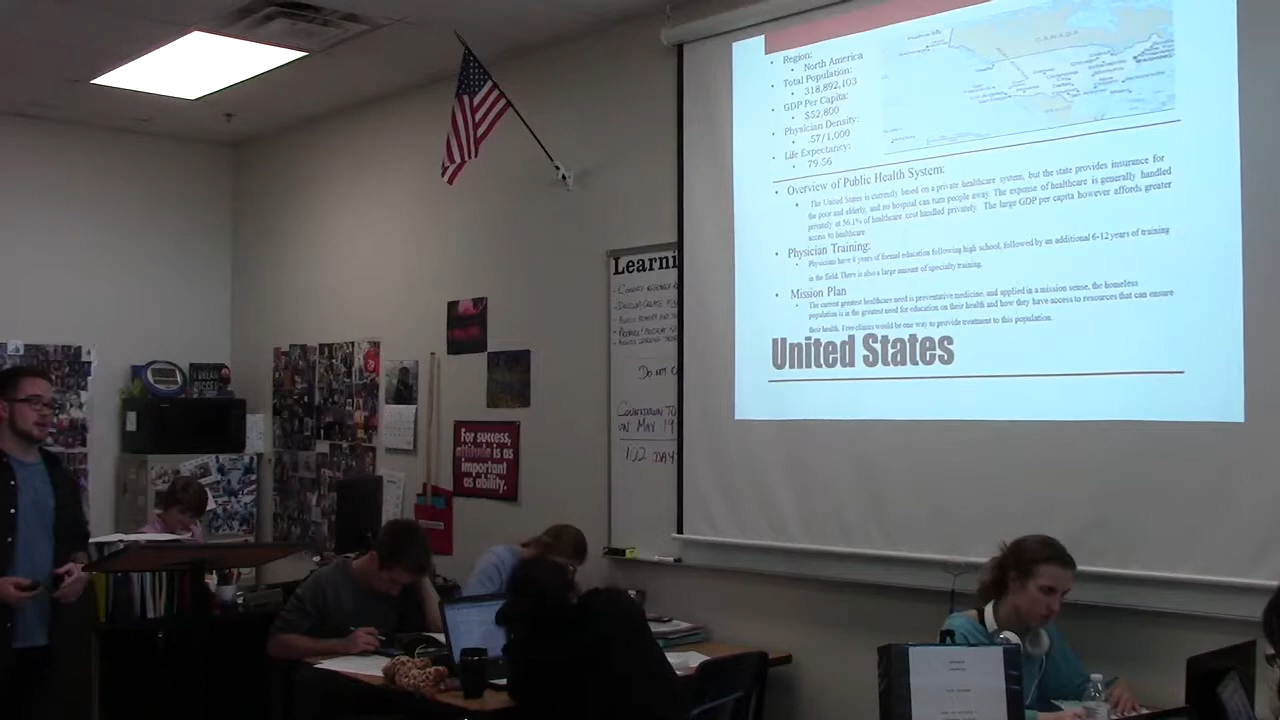 Region:
North America
Total Population:
318,892,103
GDP Per Capita:
$52,800
Physician Density:
.57/1,000
Life Expectancy:
79.56
CANADA
Overview of Public Health System:
The United States is currently based on a private healthcare system, but the state provides insurance for
the poor and elderly, and no hospital can turn people away. The expense of healthcare is generally handled
privately at 56.1% of healthcare cost handled privately. The large GDP per capita however affords greater
access to healthcare
Physician Training:
Physicians have 8 years of formal education following high school, followed by an additional 6-12 years of training
in the field. There is also a large amount of specialty training.
Mission Plan
The current greatest healthcare need is preventative medicine, and applied in a mission sense, the homeless
population is in the greatest need for education on their health and how they have access to resources that can ensure
their health. Free clinics would be one way to provide treatment to this population.
United States
Learni
Do not
Countdown to
on May 19
102 day
For success,
attitude is as
important
as ability.
I DREAM
BIGGER